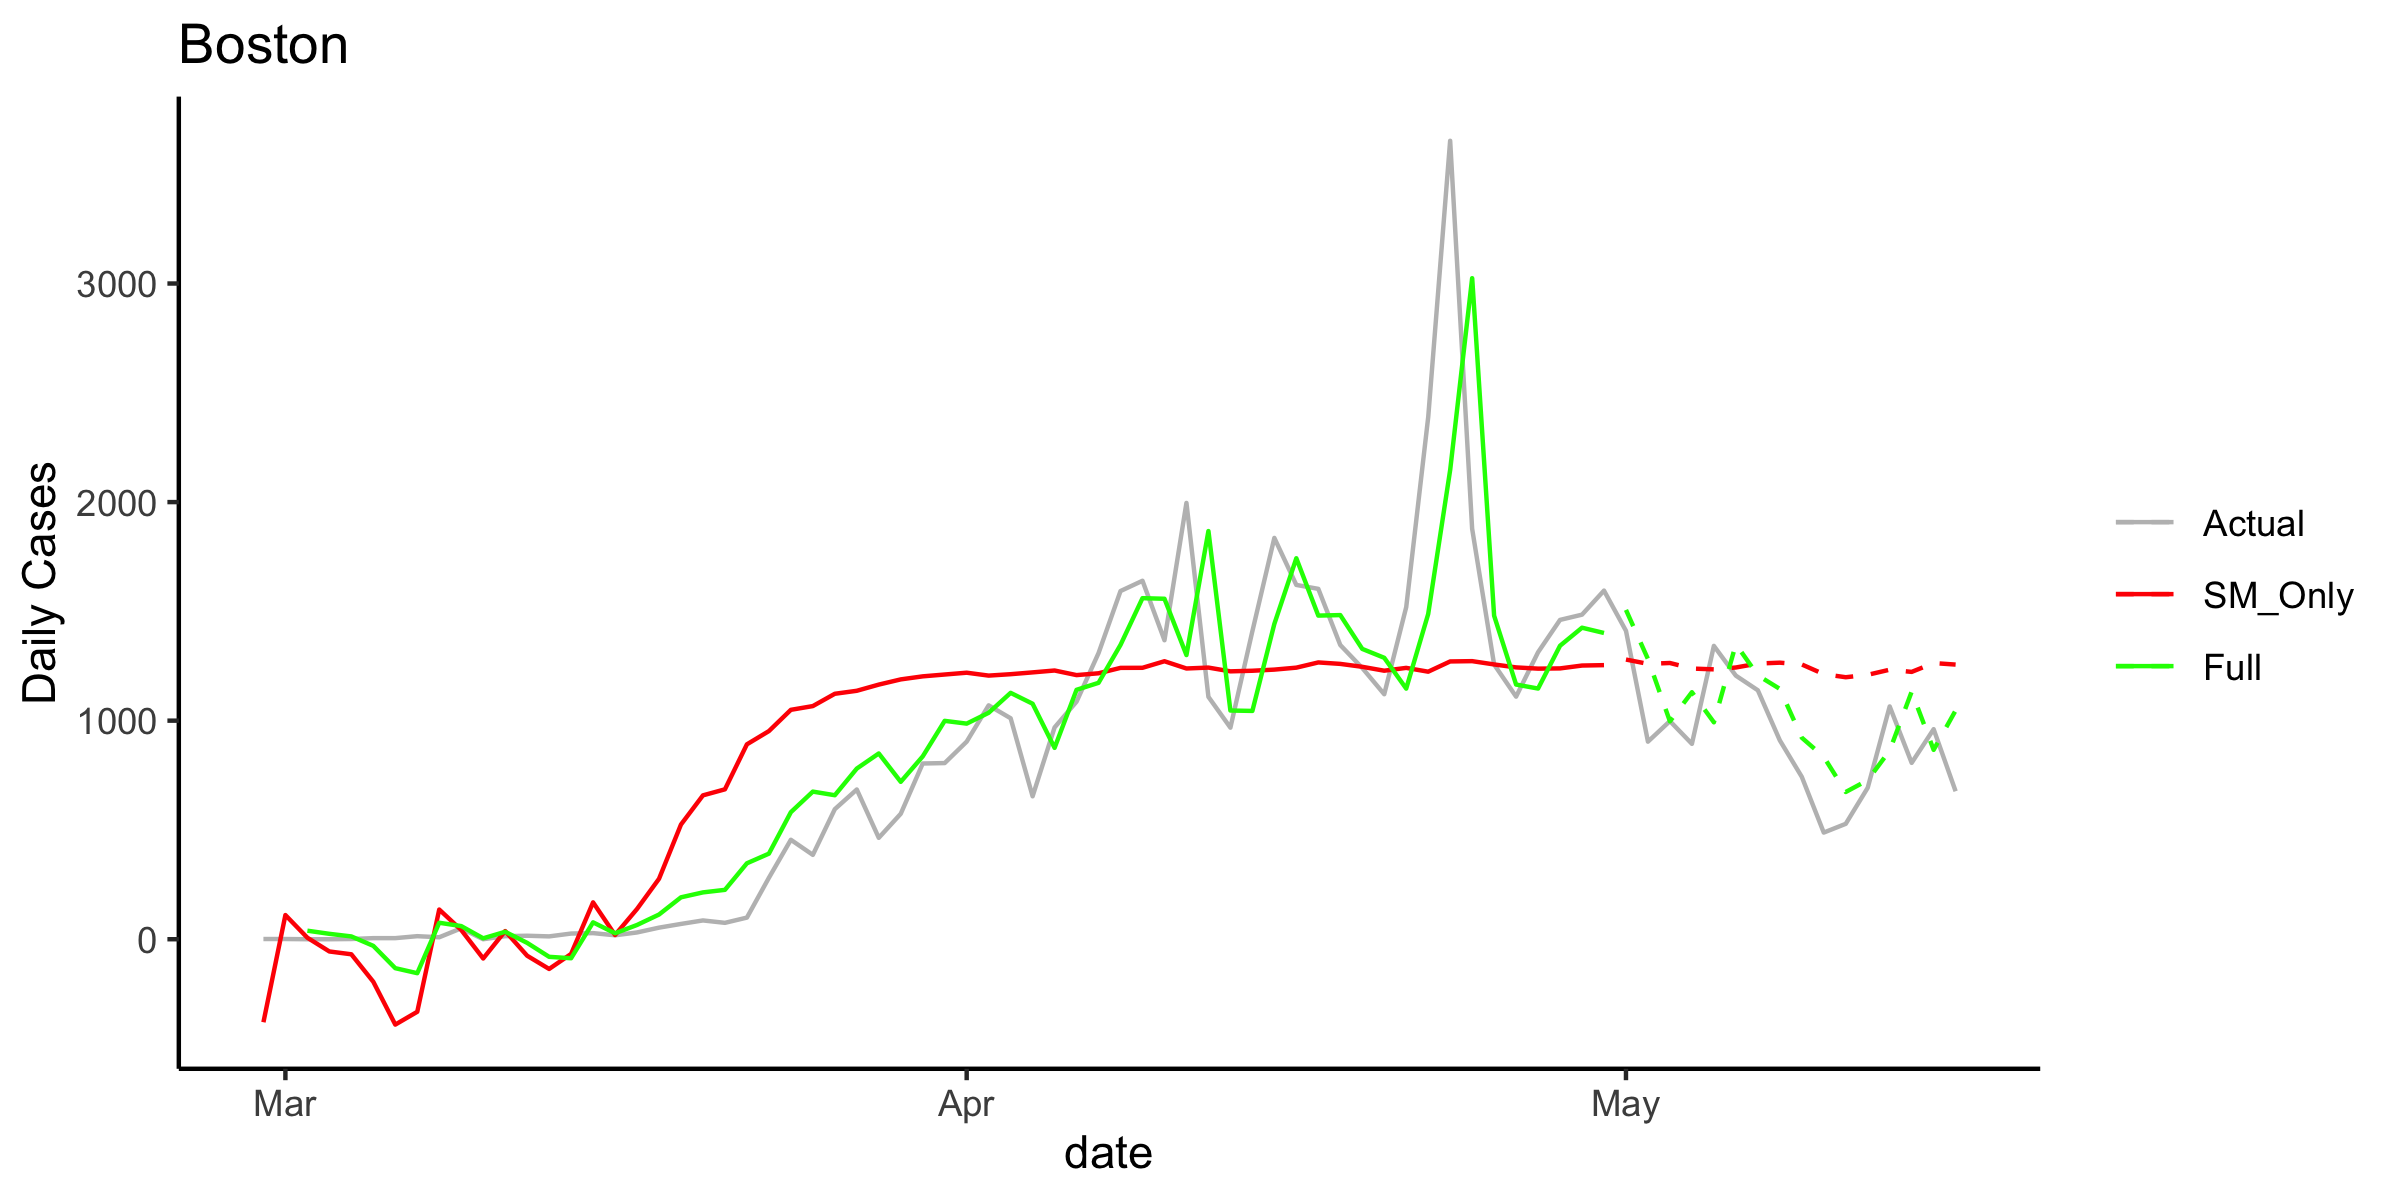 Boston
Daily Cases
3000
2000
1000
0
Mar
Apr
May
date
Actual
SM_Only
Full